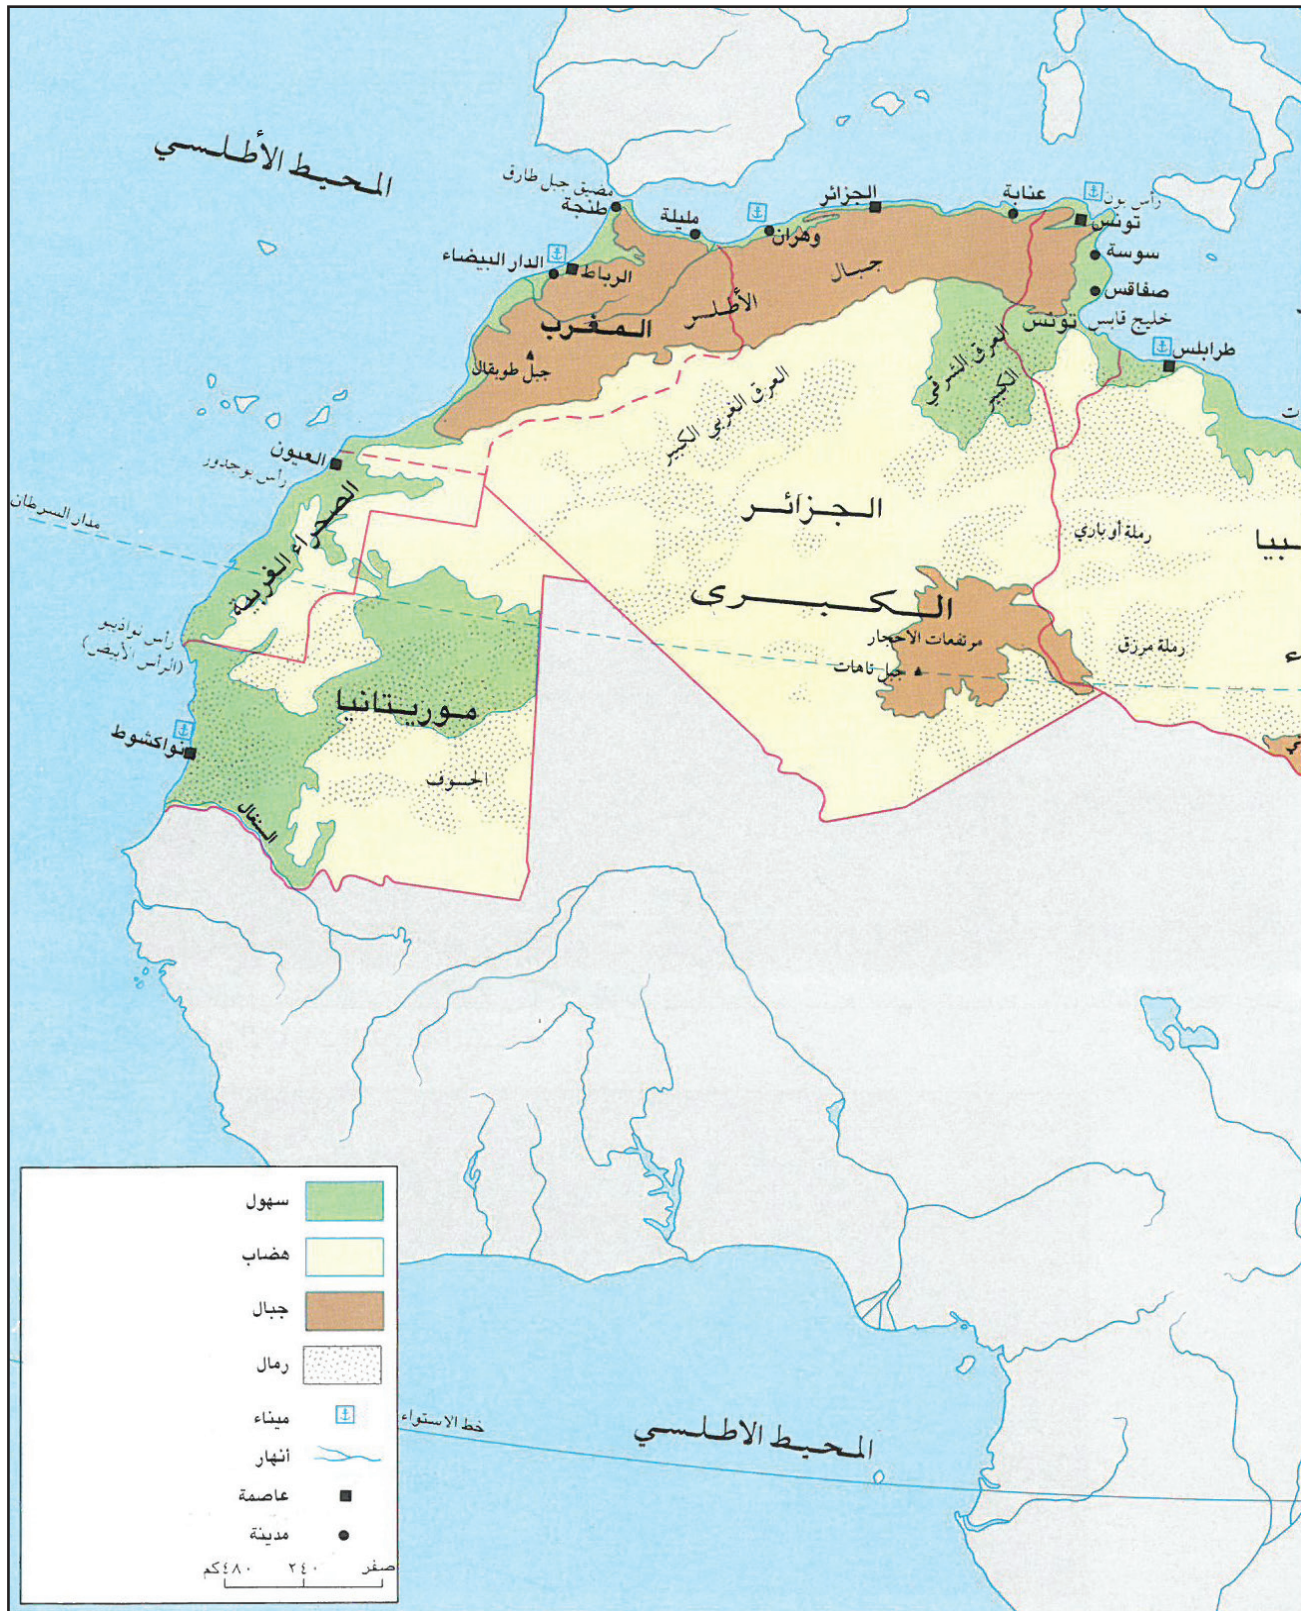 المحيط الأطلسي
مضيق جبل طارق
طنجة
مليلة
وهران
الجزائر
عنابة
رأس بون
تونس
سوسة
صفاقس
خليج قابس
تونس
طرابلس
الدار البيضاء
الرباط
جبال
الأطلس
المغرب
جبل طوبقال
العرق الشرقي
الكبير
العرق الغربي الكبير
العيون
رأس بوجدور
مدار السرطان
الصحراء الغربية
الجزائر
رملة أوباري
الكبرى
مرتفعات الاحجار
جبل تاهات
رملة مرزق
رأس نواذيبو
(الرأس الأبيض)
موريتانيا
نواكشوط
الجوف
السنغال
سهول
هضاب
جبال
رمال
ميناء
أنهار
عاصمة
مدينة
صفر ٢٤٠ ٤٨٠كم
خط الاستواء
المحيط الاطلسي